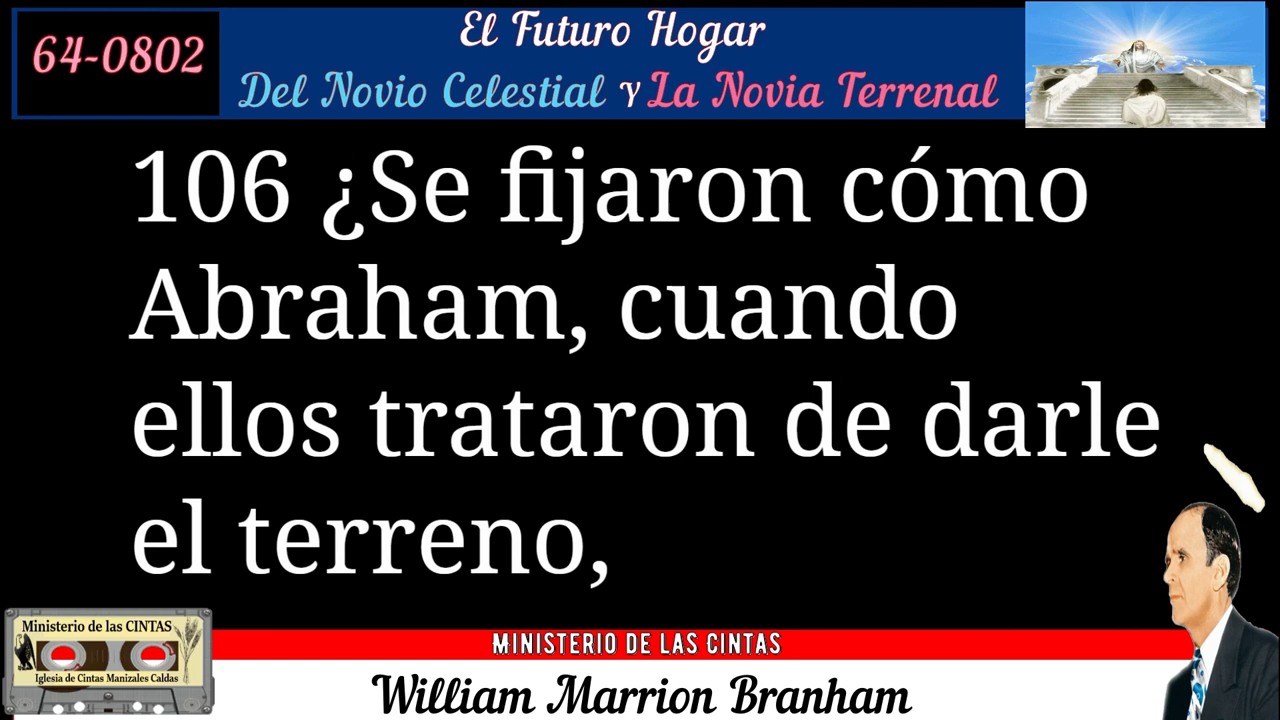 64-0802
El Futuro Hogar
Del Novio Celestial Y La Novia Terrenal
106 ¿Se fijaron cómo
Abraham, cuando
ellos trataron de darle
el terreno,
Ministerio de las CINTAS
Iglesia de Cintas Manizales Caldas
MINISTERIO DE LAS CINTAS
William Marrion Branham